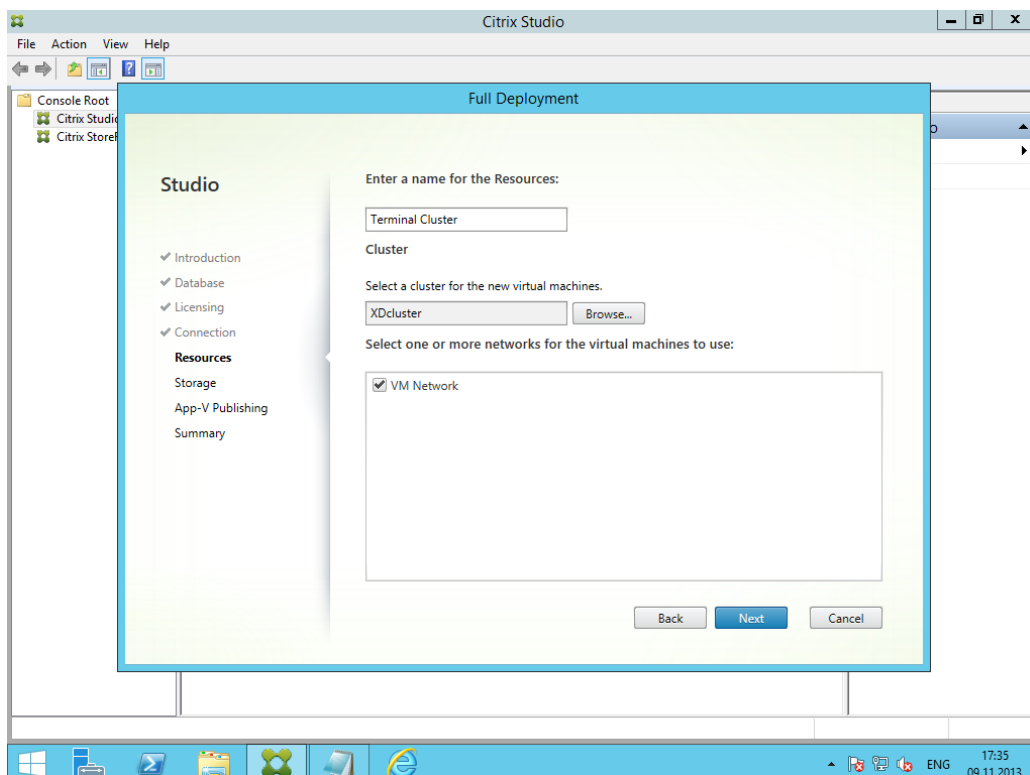 Citrix Studio
File Action View Help
Console Root
Citrix Studio
Citrix StoreF
Full Deployment
Studio
Introduction
Database
Licensing
Connection
Resources
Storage
App-V Publishing
Summary
Enter a name for the Resources:
Terminal Cluster
Cluster
Select a cluster for the new virtual machines.
XDcluster Browse...
Select one or more networks for the virtual machines to use:
VM Network
Back Next Cancel
o
ENG 17:35
09.11.2013